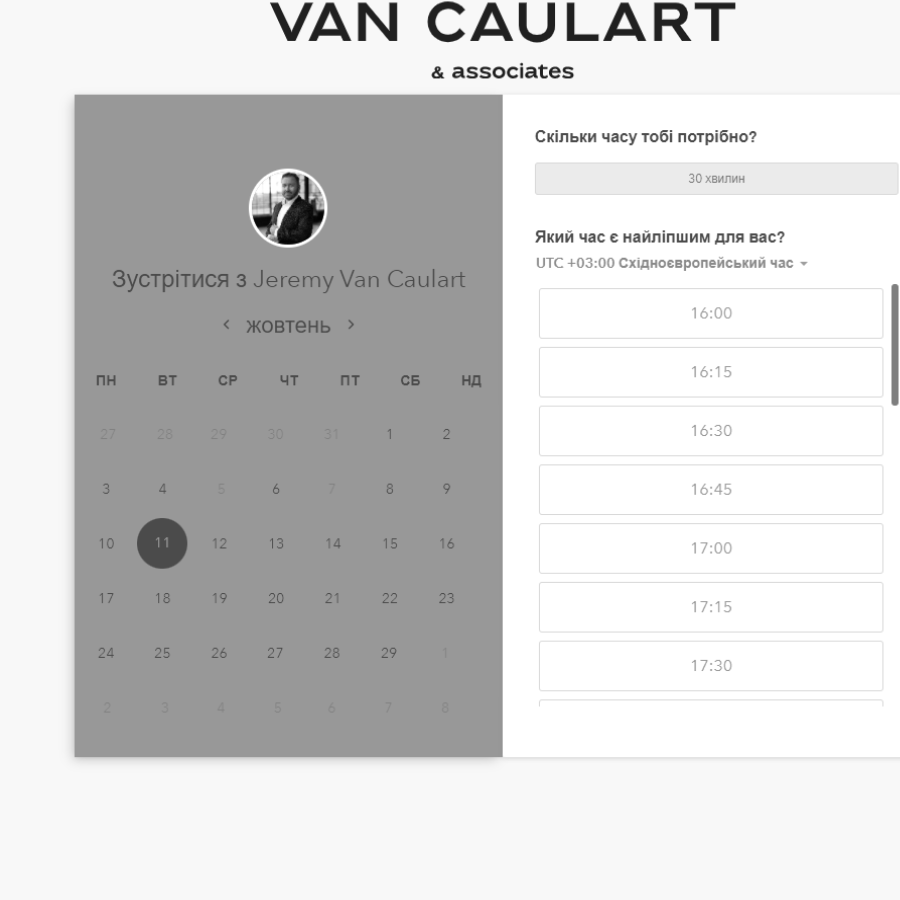 VAN CAULART
& associates
Зустрітися з Jeremy Van Caulart
жовтень
ПН ВТ СР ЧТ ПТ СБ НД
27 28 29 30 31 1 2
3 4 5 6 7 8 9
10 11 12 13 14 15 16
17 18 19 20 21 22 23
24 25 26 27 28 29 1
2 3 4 5 6 7 8
Скільки часу тобі потрібно?
30 хвилин
Який час є найліпшим для вас?
UTC +03:00 Східноєвропейський час
16:00
16:15
16:30
16:45
17:00
17:15
17:30